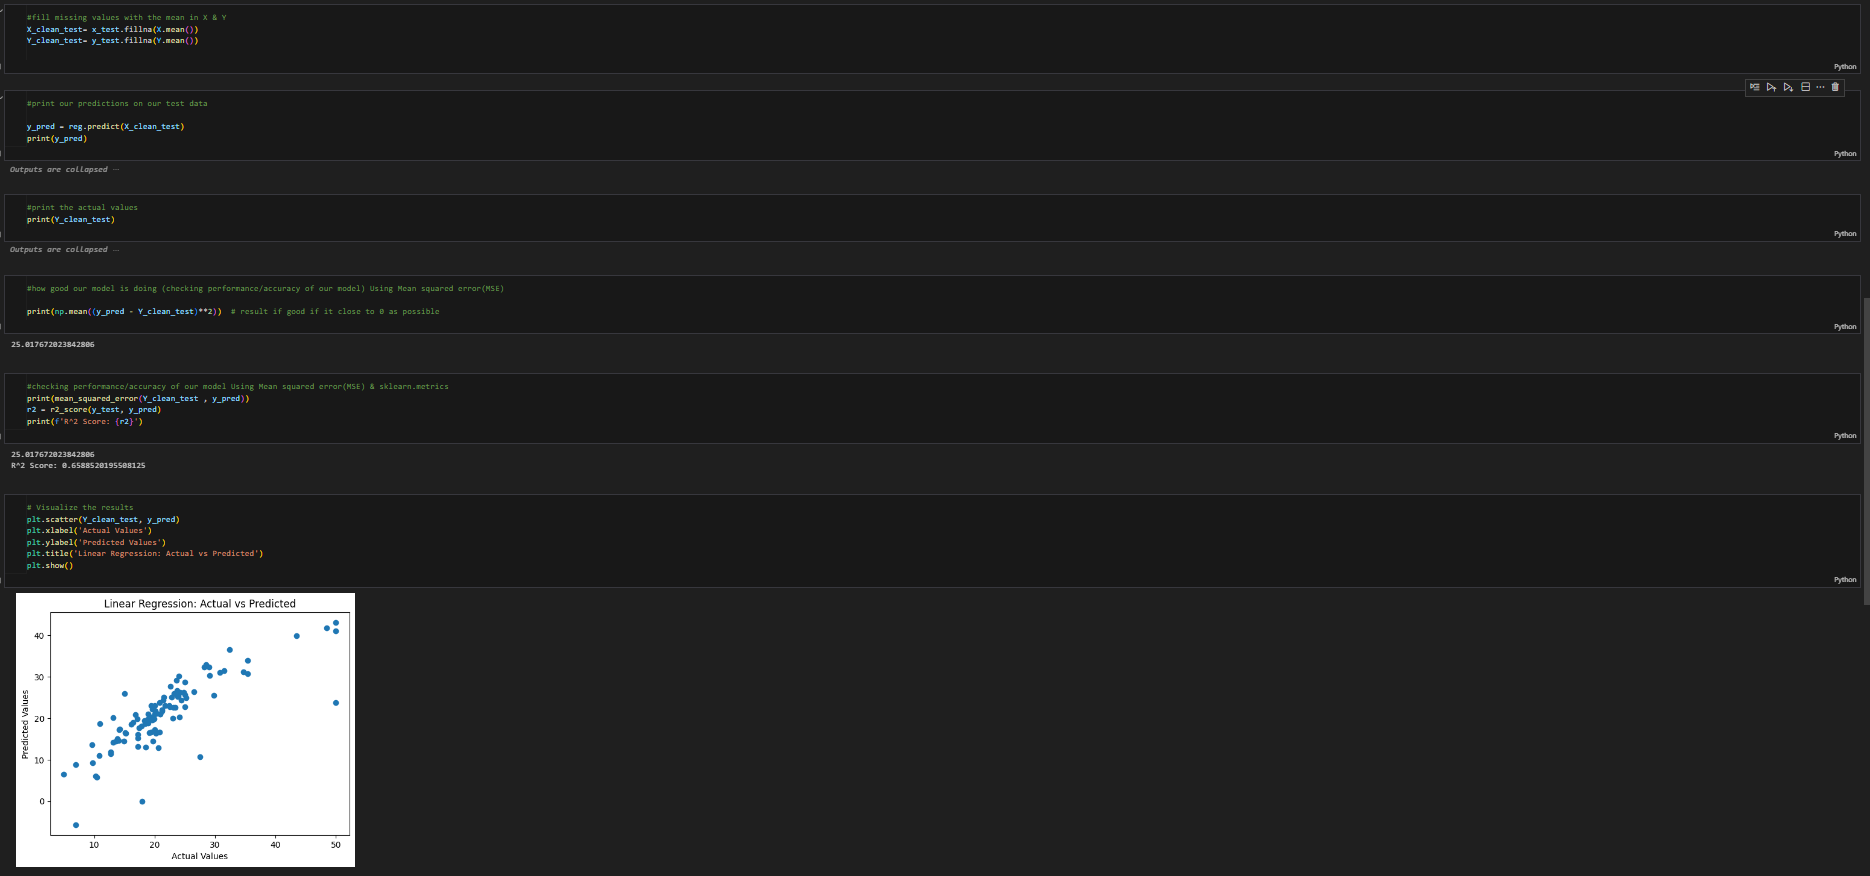 #fill missing values with the mean in X & Y
X_clean_test= x_test.fillna(X.mean())
Y_clean_test= y_test.fillna(Y.mean())
Python
#print our predictions on our test data
y_pred = reg.predict(X_clean_test)
print(y_pred)
Python
Outputs are collapsed ...
#print the actual values
print(Y_clean_test)
Python
Outputs are collapsed ...
#how good our model is doing (checking performance/accuracy of our model) Using Mean squared error(MSE)
print(np.mean((y_pred - Y_clean_test)**2))  # result if good if it close to 0 as possible
Python
25.017672023842806
#checking performance/accuracy of our model Using Mean squared error(MSE) & sklearn.metrics
print(mean_squared_error(Y_clean_test , y_pred))
r2 = r2_score(y_test, y_pred)
print(f'R^2 Score: {r2}')
Python
25.017672023842806
R^2 Score: 0.6588520195508125
# Visualize the results
plt.scatter(Y_clean_test, y_pred)
plt.xlabel('Actual Values')
plt.ylabel('Predicted Values')
plt.title('Linear Regression: Actual vs Predicted')
plt.show()
Python
Linear Regression: Actual vs Predicted
Predicted Values
40
30
20
10
0
10 20 30 40 50
Actual Values